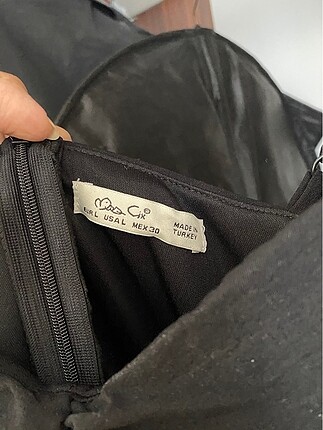 Miss Cix®
EUR L USA L MEX 30
MADE IN
TURKEY